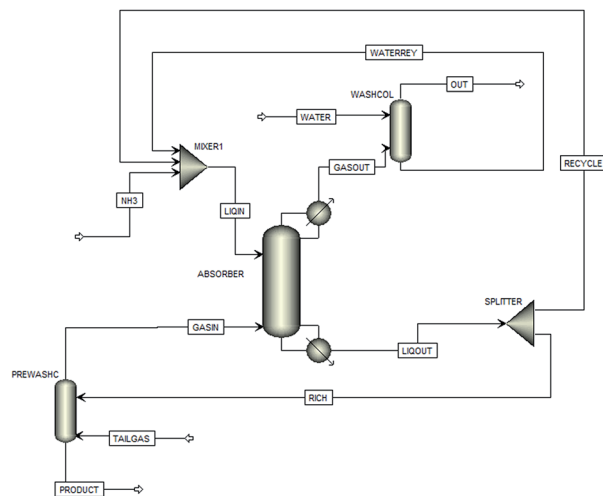 WATERREY
OUT
WASHCOL
WATER
MIXER1
GASOUT
RECYCLE
NH3
LIQIN
ABSORBER
SPLITTER
GASIN
LIQOUT
PREWASHC
RICH
TAILGAS
PRODUCT